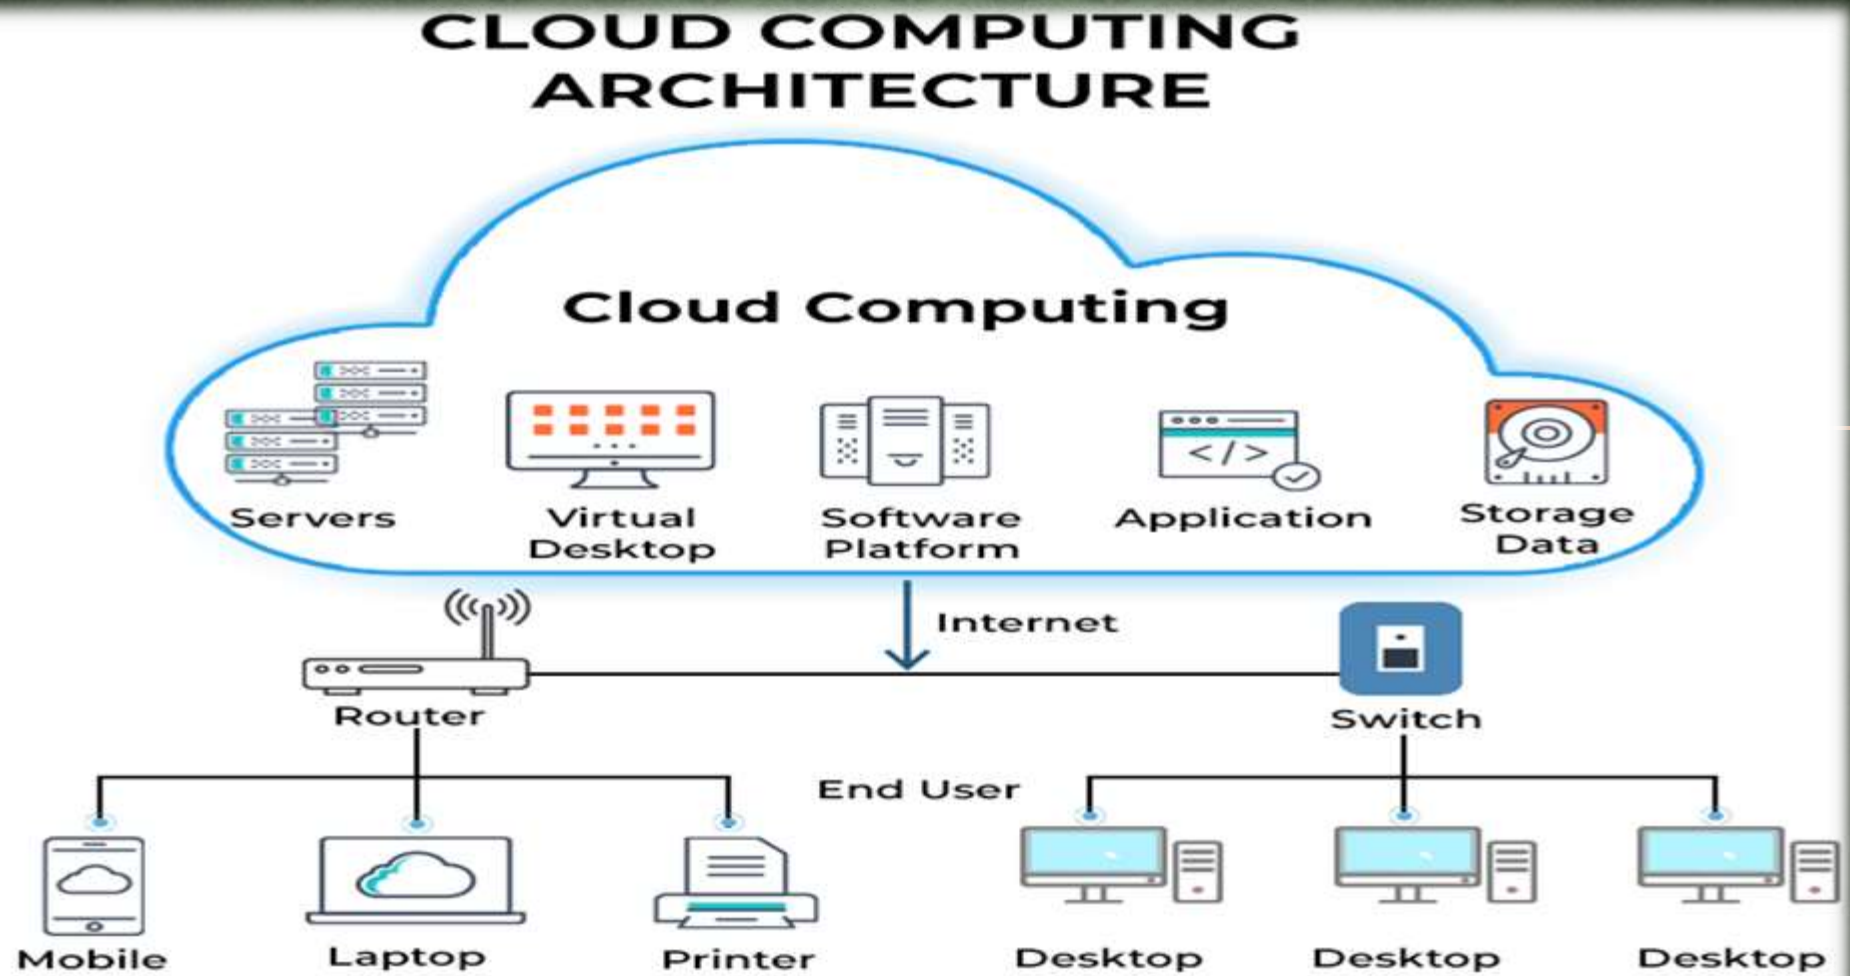 CLOUD COMPUTING
ARCHITECTURE
Cloud Computing
Servers
Virtual
Desktop
Software
Platform
</>
Application
Storage
Data
Internet
Router
Switch
End User
Mobile
Laptop
Printer
Desktop
Desktop
Desktop